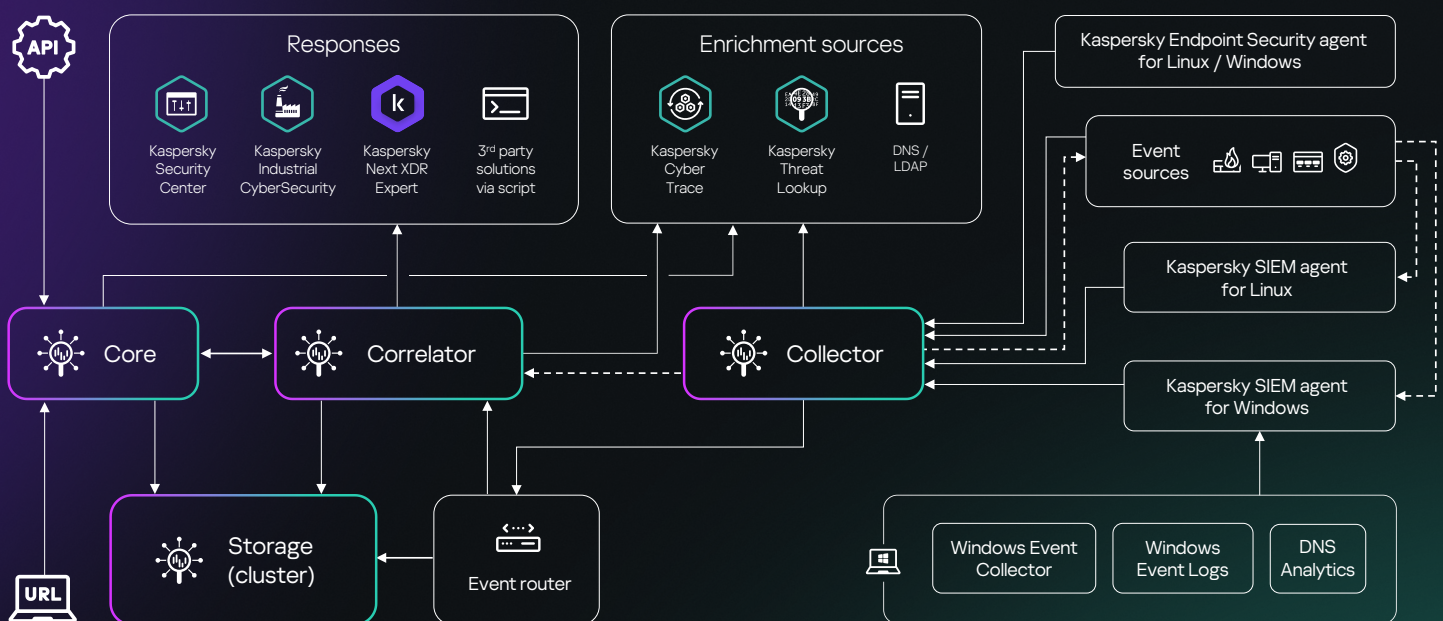 API
Responses
Kaspersky
Security
Center
Kaspersky
Industrial
CyberSecurity
k
Kaspersky
Next XDR
Expert
3rd party
solutions
via script
Enrichment sources
Kaspersky
Cyber
Trace
09 3B
Kaspersky
Threat
Lookup
DNS /
LDAP
Kaspersky Endpoint Security agent
for Linux / Windows
Event
sources
Kaspersky SIEM agent
for Linux
Core
Correlator
Collector
Kaspersky SIEM agent
for Windows
Storage
(cluster)
Event router
Windows Event
Collector
Windows
Event Logs
DNS
Analytics
URL